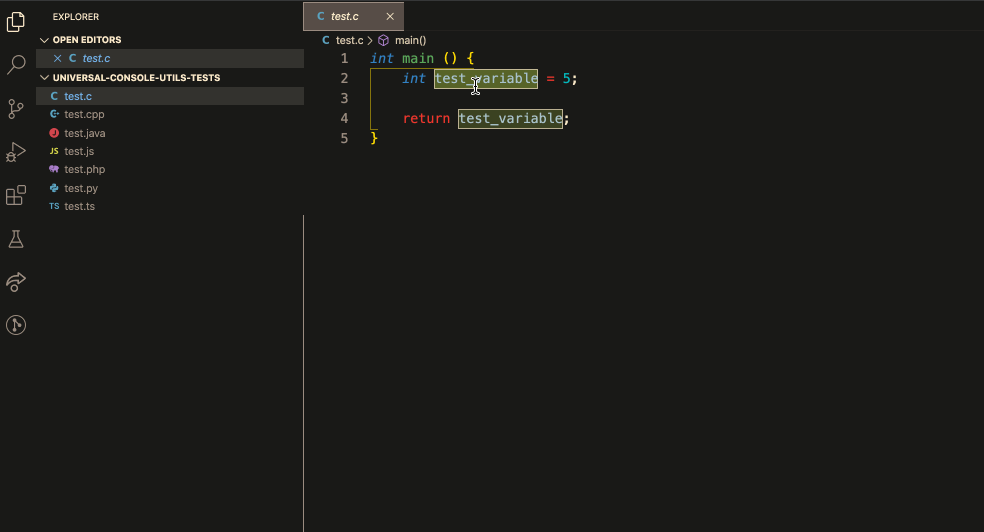 EXPLORER
OPEN EDITORS
C test.c
UNIVERSAL-CONSOLE-UTILS-TESTS
C test.c
C+ test.cpp
J test.java
JS test.js
php test.php
test.py
TS test.ts
C test.c
C test.c > main()
1 int main () {
2 int test_variable = 5;
3
4 return test_variable;
5 }